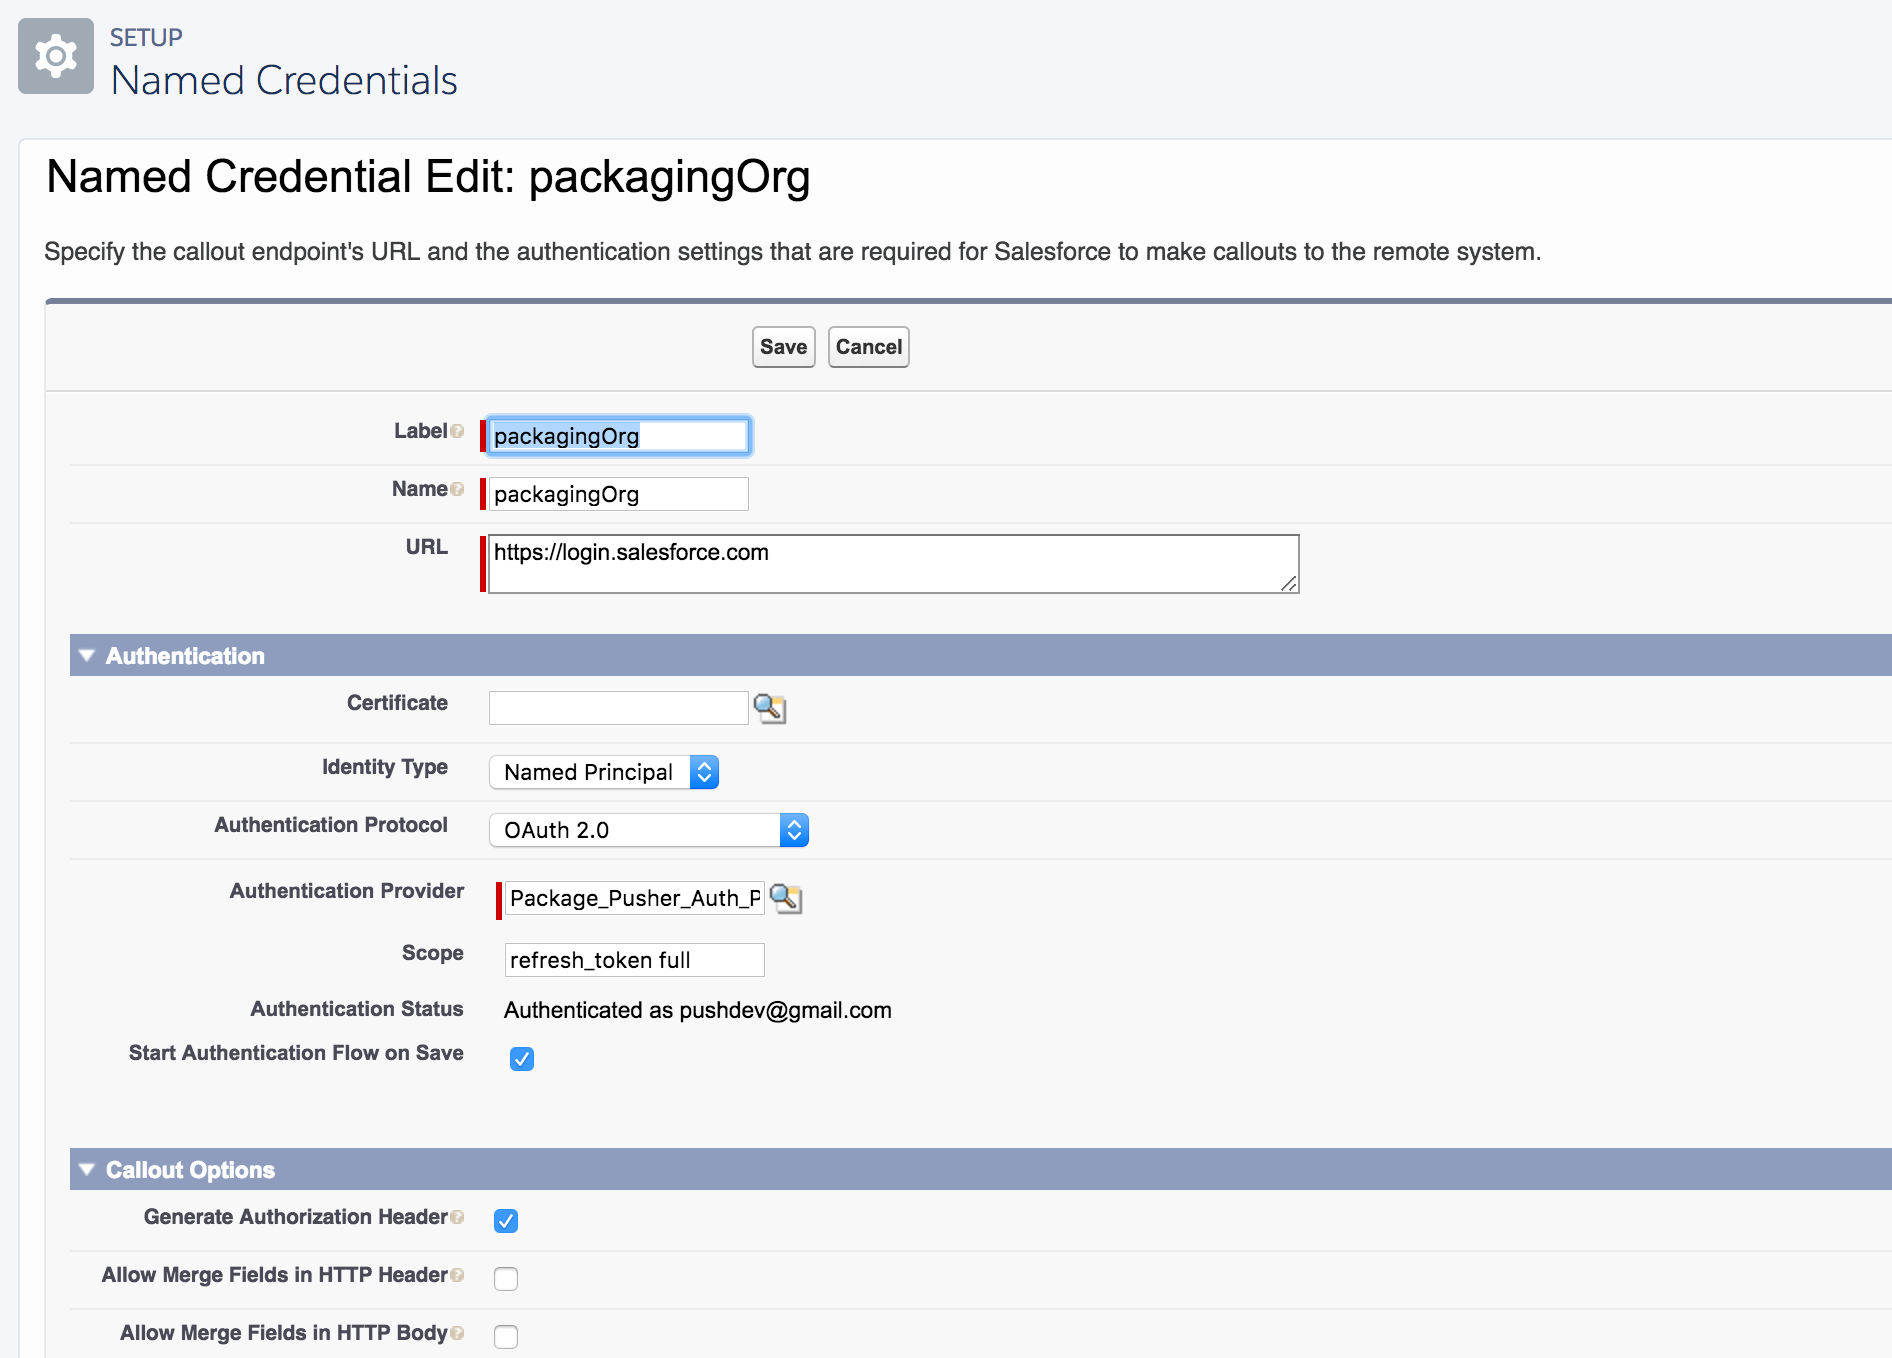 SETUP
Named Credentials
Named Credential Edit: packagingOrg
Specify the callout endpoint's URL and the authentication settings that are required for Salesforce to make callouts to the remote system.
Save Cancel
Label packagingOrg
Name packagingOrg
URL https://login.salesforce.com
Authentication
Certificate
Identity Type Named Principal
Authentication Protocol OAuth 2.0
Authentication Provider Package_Pusher_Auth_P
Scope refresh_token full
Authentication Status Authenticated as pushdev@gmail.com
Start Authentication Flow on Save
Callout Options
Generate Authorization Header
Allow Merge Fields in HTTP Header
Allow Merge Fields in HTTP Body